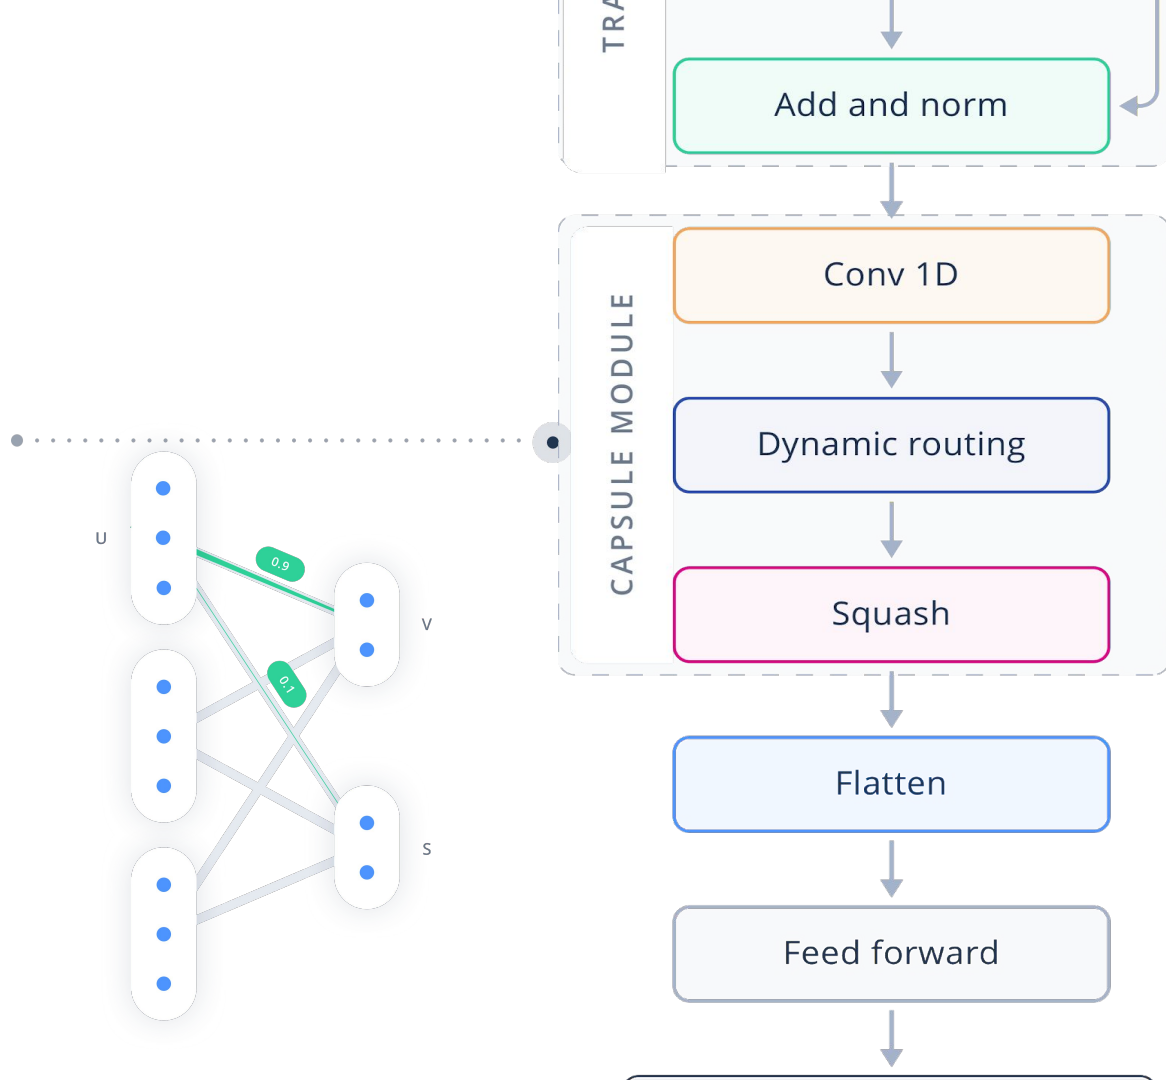 TRA
Add and norm
CAPSULE MODULE
Conv 1D
Dynamic routing
Squash
Flatten
Feed forward
U
0.9
V
0.1
S